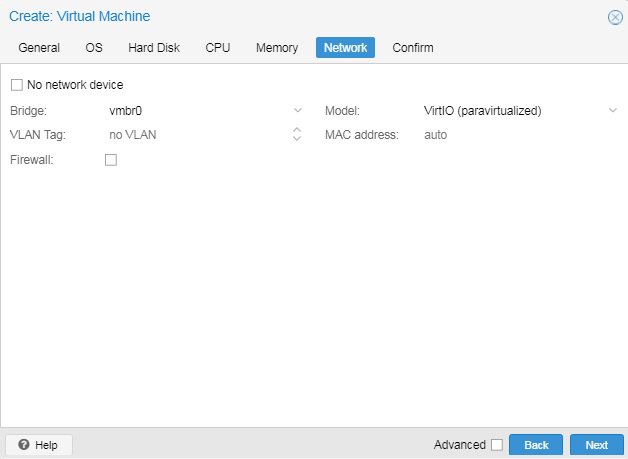 Create: Virtual Machine
General OS Hard Disk CPU Memory Network Confirm
No network device
Bridge: vmbr0 Model: VirtIO (paravirtualized)
VLAN Tag: no VLAN MAC address: auto
Firewall:
Help Advanced Back Next